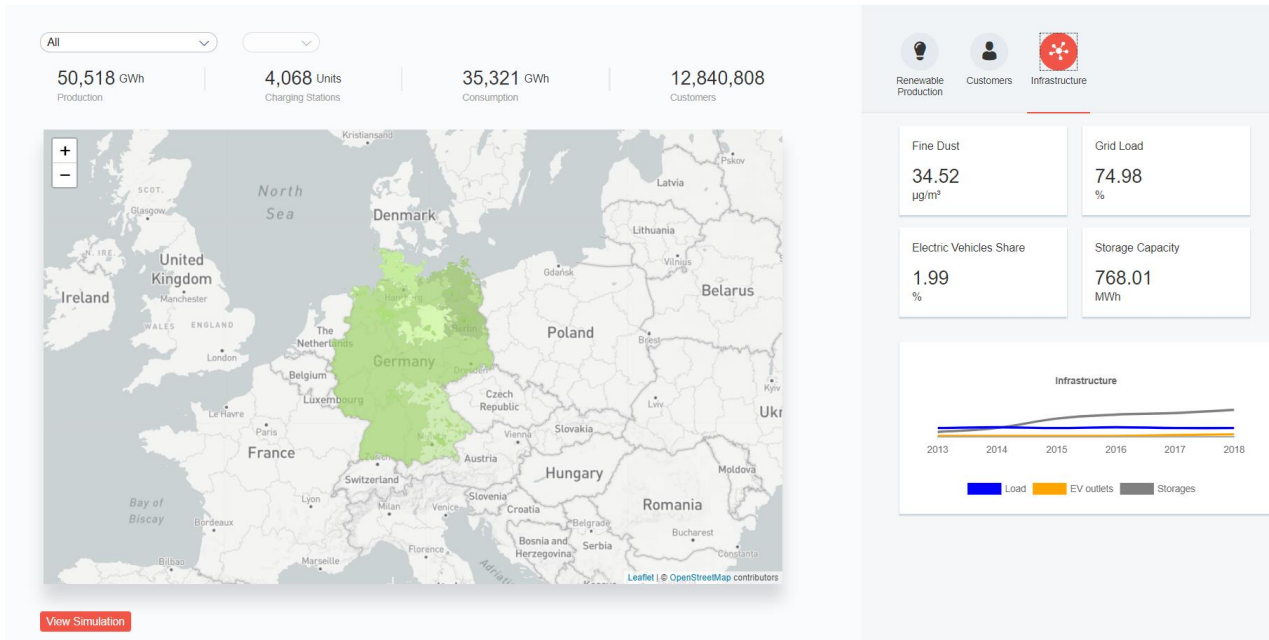 All
50,518 GWh
Production
4,068 Units
Charging Stations
35,321 GWh
Consumption
12,840,808
Customers
Renewable
Production
Customers
Infrastructure
+
−
Kristiansand
SCOT.
Glasgow
North
Sea
Denmark
Pskov
Latvia
Lithuania
Vilnius
N. IRE.
United
Kingdom
Ireland
Manchester
WALES ENGLAND
London
The
Netherlands
Hamburg
Berlin
Gdańsk
Belarus
Poland
Brest
Germany
Dresden
Belgium
Luxembourg
Czech
Republic
Lviv
Kyiv
Ukr
Le Havre
Paris
France
Vienna
Slovakia
Austria
Switzerland
Hungary
Moldova
Bay of
Biscay
Bordeaux
Lyon
Milan
Venice
Slovenia
Croatia
Romania
Belgrade
Bucharest
Bosnia and
Herzegovina
Serbia
Constanta
Bilbao
Marseille
Florence
Adriati
Leaflet | © OpenStreetMap contributors
View Simulation
Fine Dust
34.52
µg/m³
Grid Load
74.98
%
Electric Vehicles Share
1.99
%
Storage Capacity
768.01
MWh
Infrastructure
2013 2014 2015 2016 2017 2018
Load EV outlets Storages